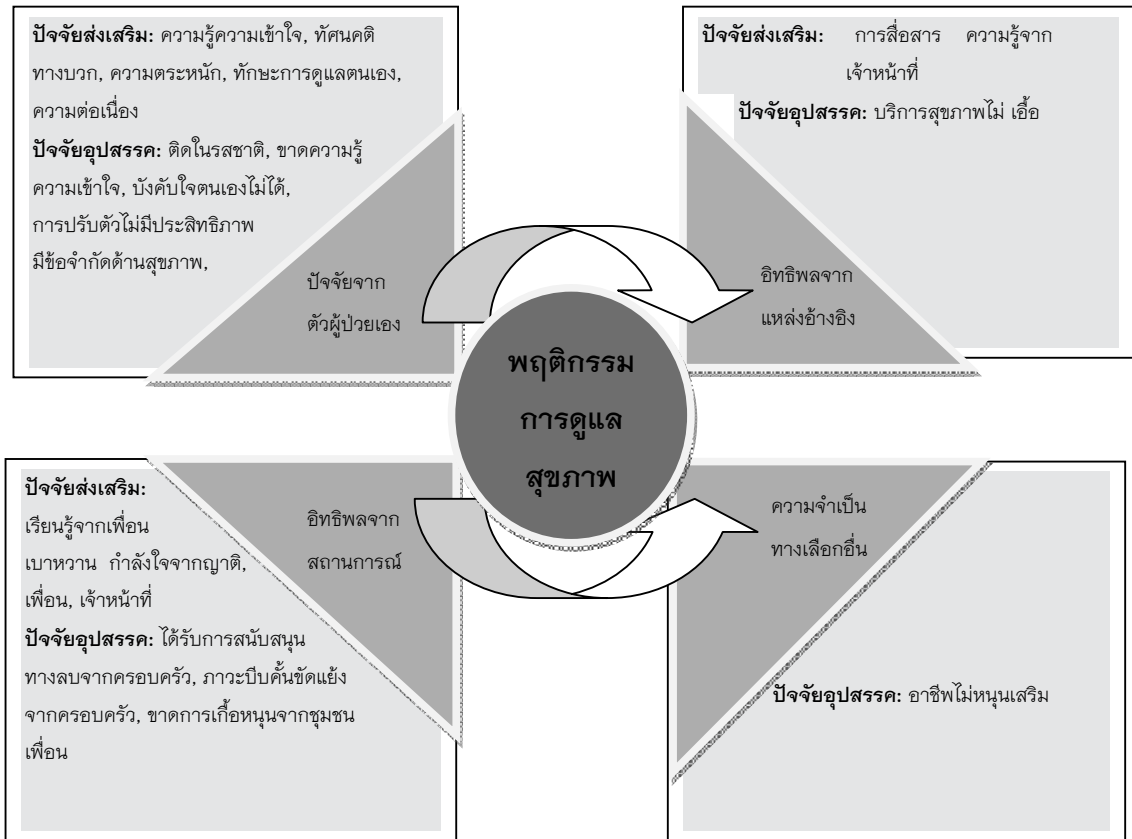 ปัจจัยส่งเสริม: ความรู้ความเข้าใจ, ทัศนคติ
ทางบวก, ความตระหนัก, ทักษะการดูแลตนเอง,
ความต่อเนื่อง
ปัจจัยอุปสรรค: ติดในรสชาติ, ขาดความรู้
ความเข้าใจ, บังคับใจตนเองไม่ได้,
การปรับตัวไม่มีประสิทธิภาพ
มีข้อจำกัดด้านสุขภาพ,
ปัจจัยจาก
ตัวผู้ป่วยเอง
ปัจจัยส่งเสริม: การสื่อสาร ความรู้จาก
เจ้าหน้าที่
ปัจจัยอุปสรรค: บริการสุขภาพไม่ เอื้อ
อิทธิพลจาก
แหล่งอ้างอิง
พฤติกรรม
การดูแล
สุขภาพ
ปัจจัยส่งเสริม:
เรียนรู้จากเพื่อน
เบาหวาน กำลังใจจากญาติ,
เพื่อน, เจ้าหน้าที่
ปัจจัยอุปสรรค: ได้รับการสนับสนุน
ทางลบจากครอบครัว, ภาวะบีบคั้นขัดแย้ง
จากครอบครัว, ขาดการเกื้อหนุนจากชุมชน
เพื่อน
อิทธิพลจาก
สถานการณ์
ความจำเป็น
ทางเลือกอื่น
ปัจจัยอุปสรรค: อาชีพไม่หนุนเสริม